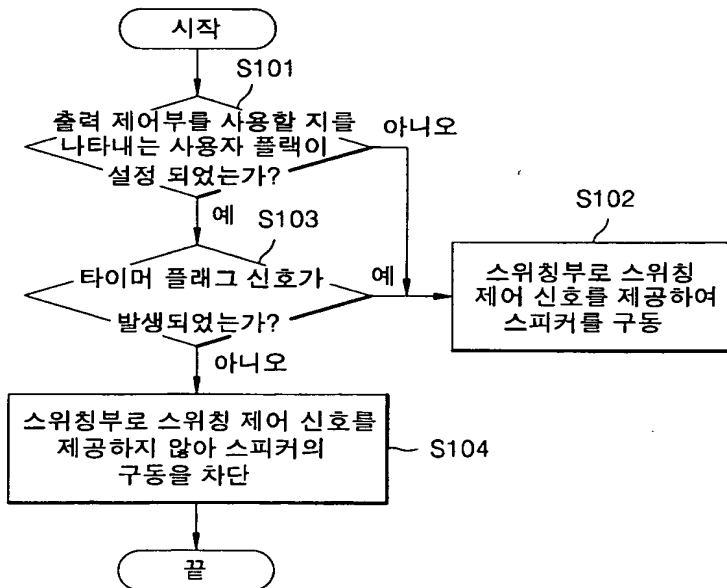 시작
S101
출력 제어부를 사용할 지를
나타내는 사용자 플랙이
설정 되었는가?
아니오
예
S103
타이머 플래그 신호가
발생되었는가?
예
S102
스위칭부로 스위칭
제어 신호를 제공하여
스피커를 구동
아니오
스위칭부로 스위칭 제어 신호를
제공하지 않아 스피커의
구동을 차단
S104
끝